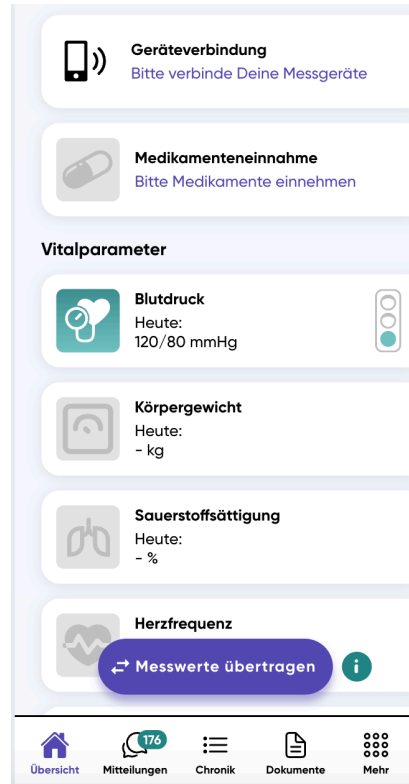 Geräteverbindung
Bitte verbinde Deine Messgeräte
Medikamenteneinnahme
Bitte Medikamente einnehmen
Vitalparameter
Blutdruck
Heute:
120/80 mmHg
Körpergewicht
Heute:
- kg
Sauerstoffsättigung
Heute:
- %
Herzfrequenz
Messwerte übertragen
i
176
Übersicht
Mitteilungen
Chronik
Dokumente
Mehr